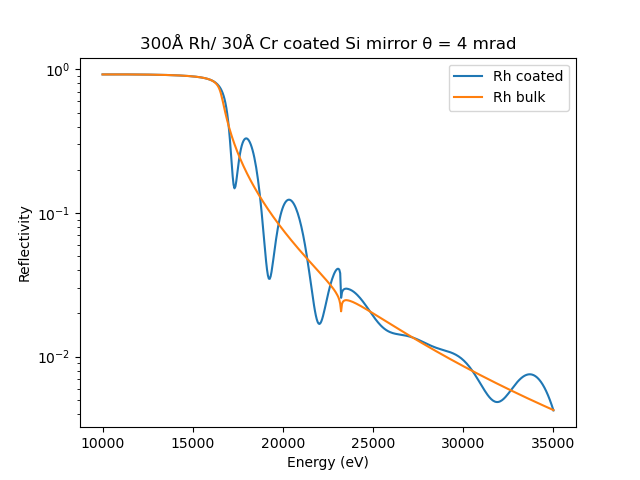 300Å Rh/ 30Å Cr coated Si mirror θ = 4 mrad
Rh coated
Rh bulk
Reflectivity
10⁰
10⁻¹
10⁻²
10000 15000 20000 25000 30000 35000
Energy (eV)